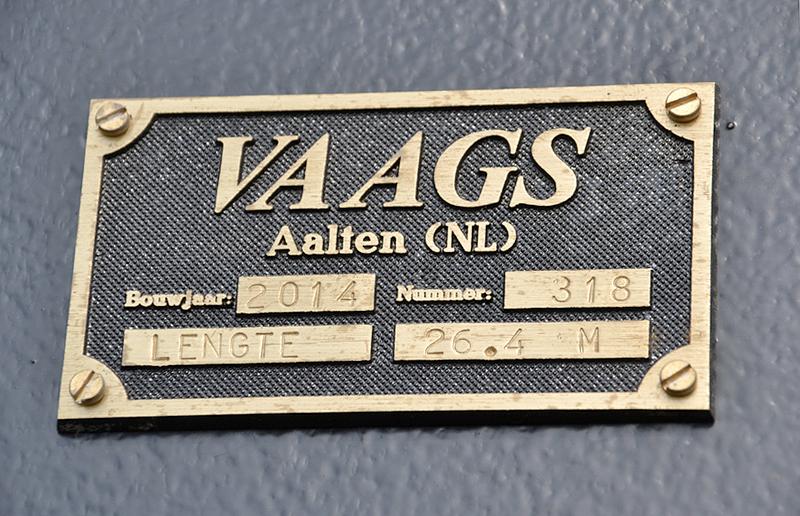 VAAGS
Aalten (NL)
Bouwjaar: 2014 Nummer: 318
LENGTE 26.4 M